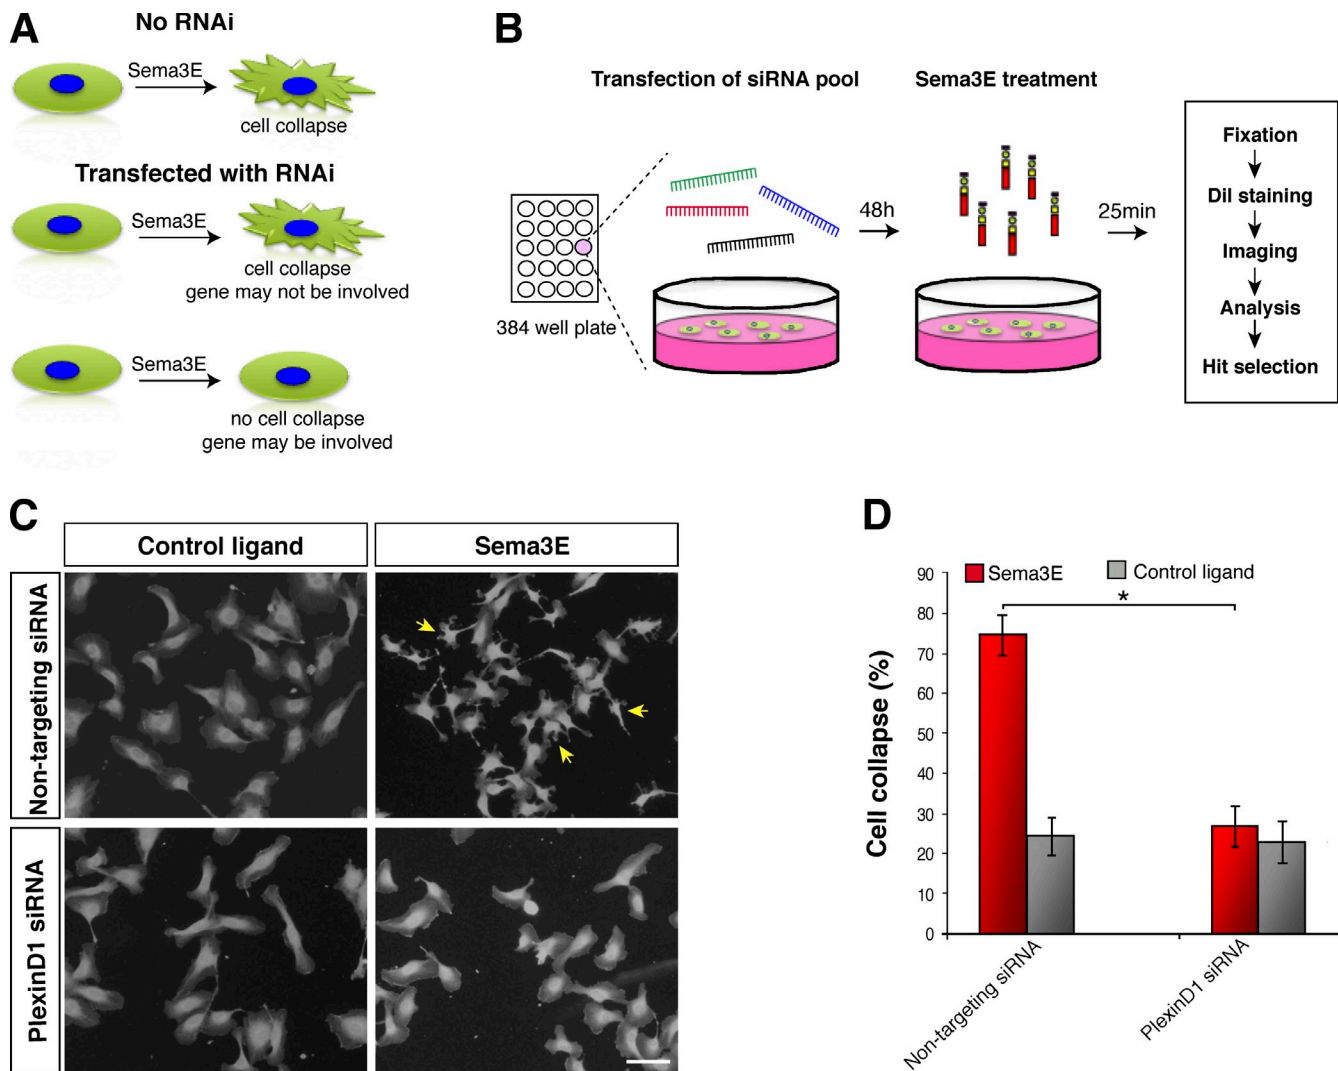 A
No RNAi
Sema3E
cell collapse
Transfected with RNAi
Sema3E
cell collapse
gene may not be involved
Sema3E
no cell collapse
gene may be involved
B
Transfection of siRNA pool
Sema3E treatment
384 well plate
48h
25min
Fixation
DiI staining
Imaging
Analysis
Hit selection
C
Control ligand
Sema3E
Non-targeting siRNA
PlexinD1 siRNA
D
Sema3E
Control ligand
*
Cell collapse (%)
90
80
70
60
50
40
30
20
10
0
Non-targeting siRNA
PlexinD1 siRNA